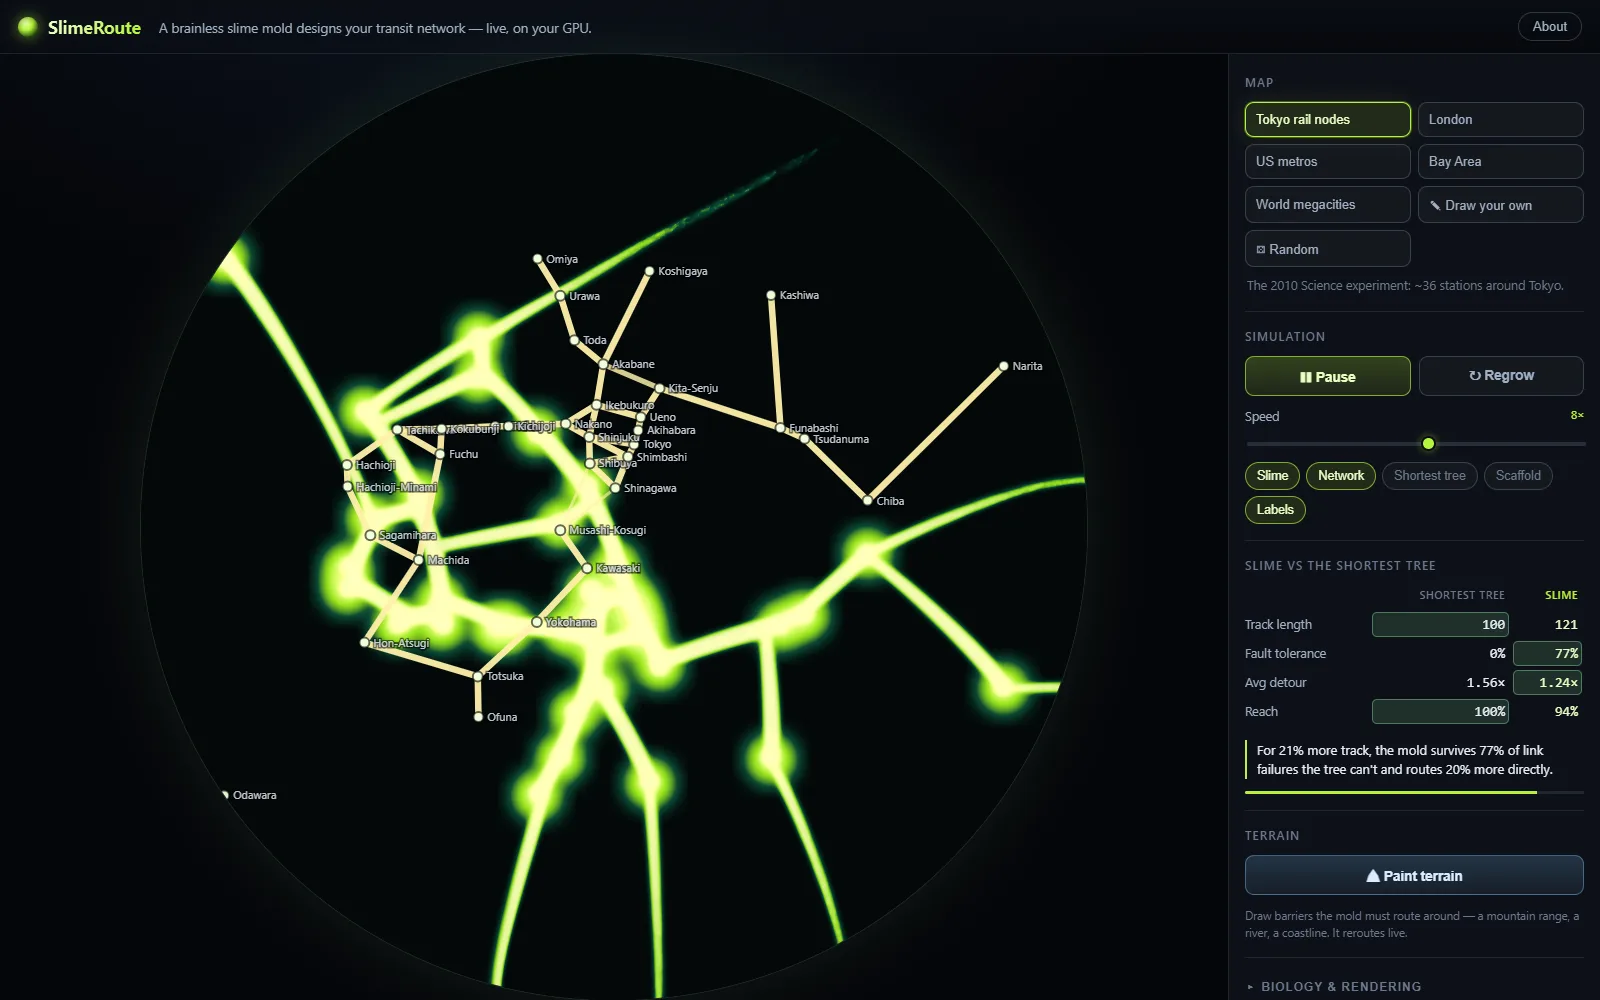 SlimeRoute
A brainless slime mold designs your transit network — live, on your GPU.
About
Omiya
Koshigaya
Urawa
Kashiwa
Toda
Akabane
Narita
Kita-Senju
Ikebukuro
Ueno
Nakano
Kichijoji
Kokubunji
Akihabara
Funabashi
Shinjuku
Tokyo
Tsudanuma
Fuchu
Shimbashi
Hachioji
Shibuya
Hachioji-Minami
Shinagawa
Chiba
Musashi-Kosugi
Sagamihara
Machida
Kawasaki
Yokohama
Hon-Atsugi
Totsuka
Ofuna
Odawara
MAP
Tokyo rail nodes
London
US metros
Bay Area
World megacities
Draw your own
Random
The 2010 Science experiment: ~36 stations around Tokyo.
SIMULATION
Pause
Regrow
Speed
8×
Slime
Network
Shortest tree
Scaffold
Labels
SLIME VS THE SHORTEST TREE
SHORTEST TREE SLIME
Track length 100 121
Fault tolerance 0% 77%
Avg detour 1.56× 1.24×
Reach 100% 94%
For 21% more track, the mold survives 77% of link
failures the tree can't and routes 20% more directly.
TERRAIN
Paint terrain
Draw barriers the mold must route around — a mountain range, a
river, a coastline. It reroutes live.
BIOLOGY & RENDERING